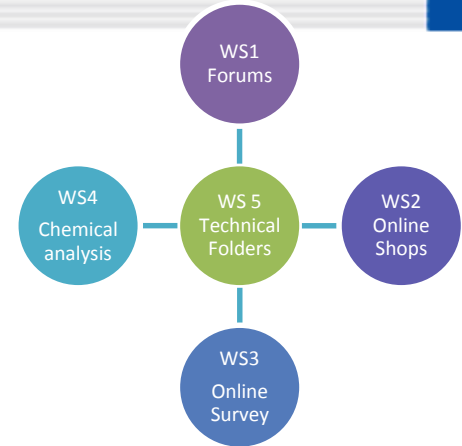 WS1
Forums
WS4
Chemical
analysis
WS 5
Technical
Folders
WS2
Online
Shops
WS3
Online
Survey